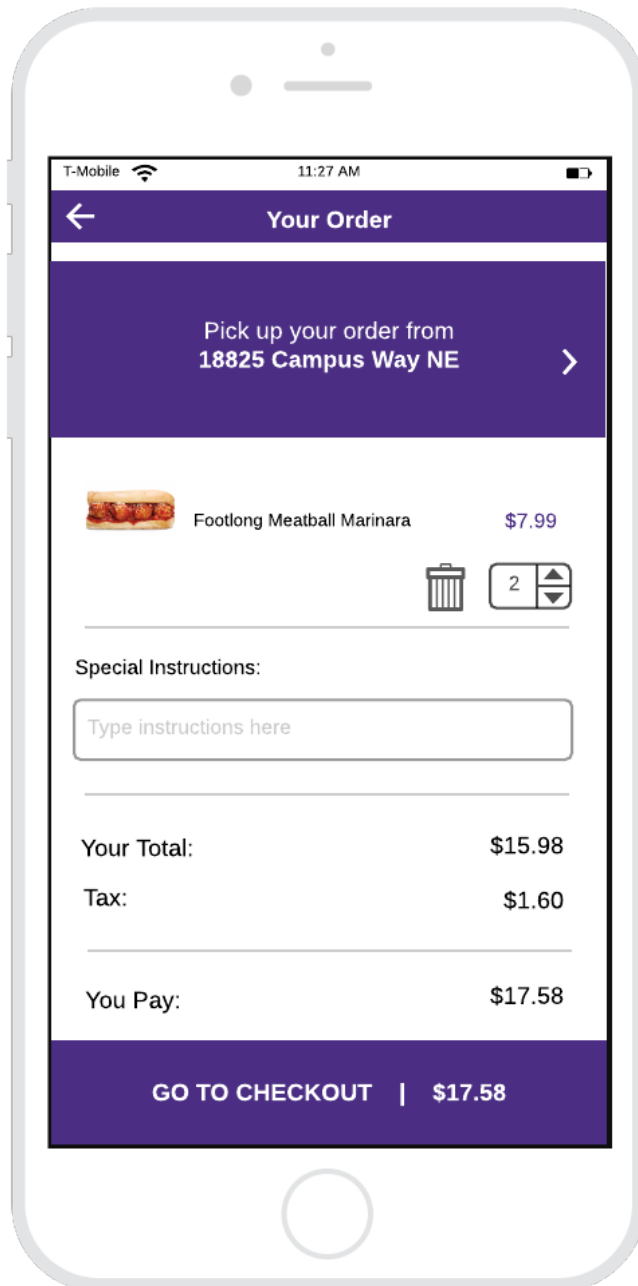 T-Mobile 11:27 AM
Your Order
Pick up your order from
18825 Campus Way NE
Footlong Meatball Marinara $7.99
2
Special Instructions:
Type instructions here
Your Total: $15.98
Tax: $1.60
You Pay: $17.58
GO TO CHECKOUT | $17.58